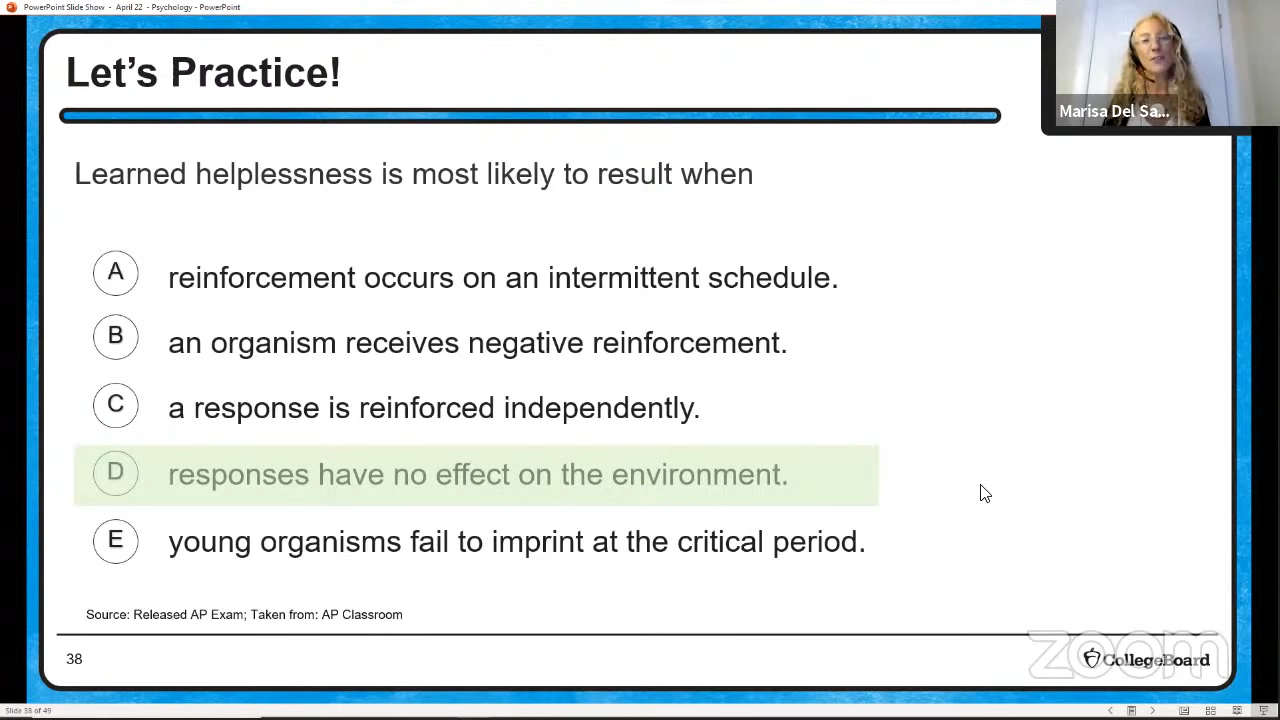 PowerPoint Slide Show - April 22 - Psychology - PowerPoint
Let's Practice!
Marisa Del Sa...
Learned helplessness is most likely to result when
A reinforcement occurs on an intermittent schedule.
B an organism receives negative reinforcement.
C a response is reinforced independently.
D responses have no effect on the environment.
E young organisms fail to imprint at the critical period.
Source: Released AP Exam; Taken from: AP Classroom
38
zoom
CollegeBoard
Slide 38 of 49